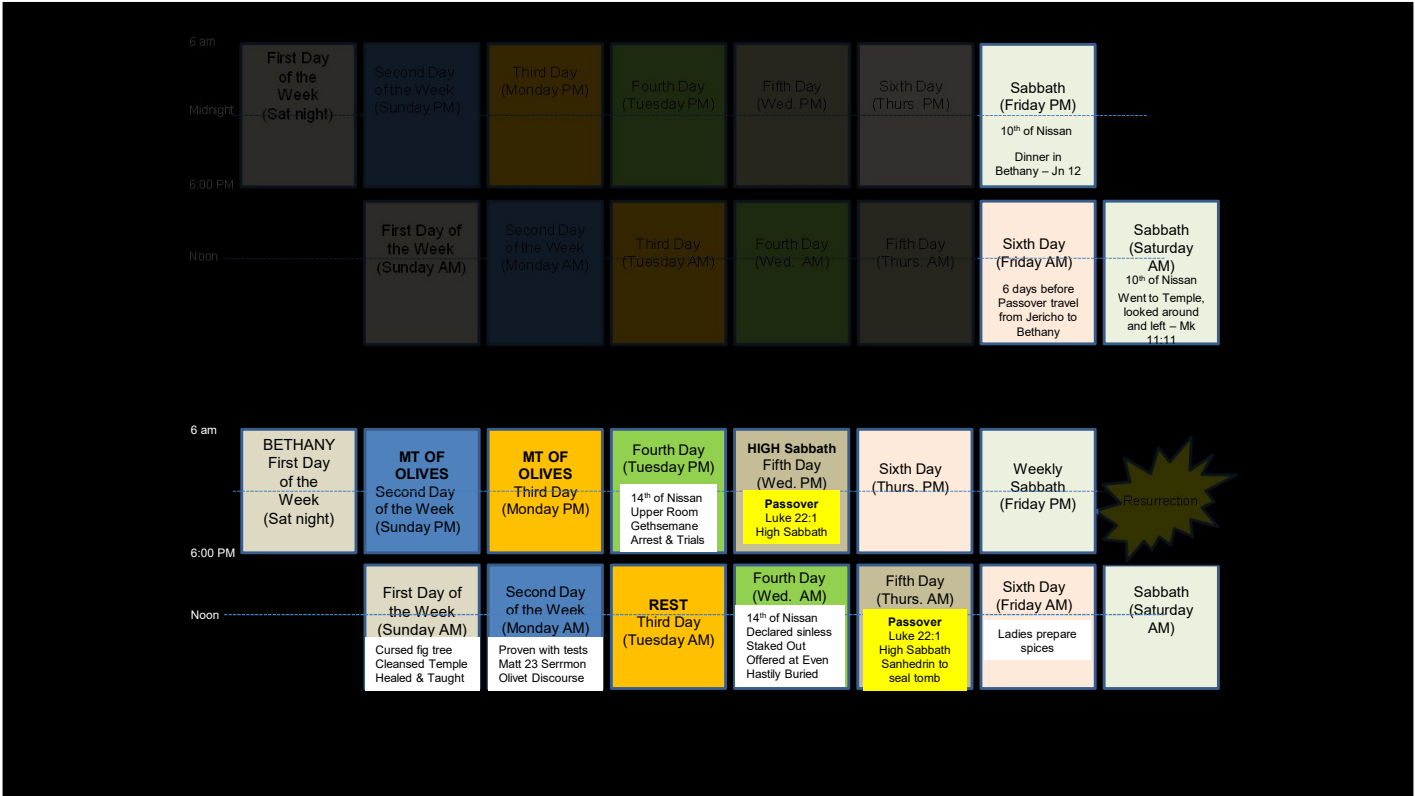 6 am
First Day
of the
Week
(Sat night)
Second Day
of the Week
(Sunday PM)
Third Day
(Monday PM)
Fourth Day
(Tuesday PM)
Fifth Day
(Wed. PM)
Sixth Day
(Thurs. PM)
Sabbath
(Friday PM)
10th of Nissan
Dinner in
Bethany – Jn 12
Midnight
6:00 PM
First Day of
the Week
(Sunday AM)
Second Day
of the Week
(Monday AM)
Third Day
(Tuesday AM)
Fourth Day
(Wed. AM)
Fifth Day
(Thurs. AM)
Sixth Day
(Friday AM)
6 days before
Passover travel
from Jericho to
Bethany
Sabbath
(Saturday
AM)
10th of Nissan
Went to Temple,
looked around
and left – Mk
11:11
Noon
6 am
BETHANY
First Day
of the
Week
(Sat night)
MT OF
OLIVES
Second Day
of the Week
(Sunday PM)
MT OF
OLIVES
Third Day
(Monday PM)
Fourth Day
(Tuesday PM)
14th of Nissan
Upper Room
Gethsemane
Arrest & Trials
HIGH Sabbath
Fifth Day
(Wed. PM)
Passover
Luke 22:1
High Sabbath
Sixth Day
(Thurs. PM)
Weekly
Sabbath
(Friday PM)
Resurrection
6:00 PM
First Day of
the Week
(Sunday AM)
Cursed fig tree
Cleansed Temple
Healed & Taught
Second Day
of the Week
(Monday AM)
Proven with tests
Matt 23 Serrmon
Olivet Discourse
REST
Third Day
(Tuesday AM)
Fourth Day
(Wed. AM)
14th of Nissan
Declared sinless
Staked Out
Offered at Even
Hastily Buried
Fifth Day
(Thurs. AM)
Passover
Luke 22:1
High Sabbath
Sanhedrin to
seal tomb
Sixth Day
(Friday AM)
Ladies prepare
spices
Sabbath
(Saturday
AM)
Noon